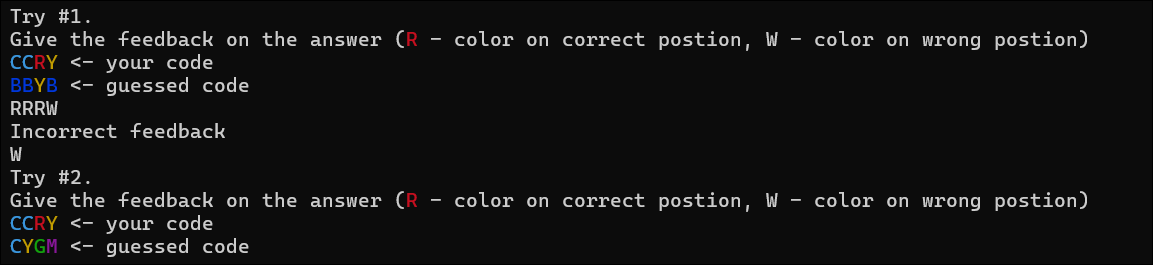 Try #1.
Give the feedback on the answer (R - color on correct postion, W - color on wrong postion)
CCRY <- your code
BBYB <- guessed code
RRRW
Incorrect feedback
W
Try #2.
Give the feedback on the answer (R - color on correct postion, W - color on wrong postion)
CCRY <- your code
CYGM <- guessed code